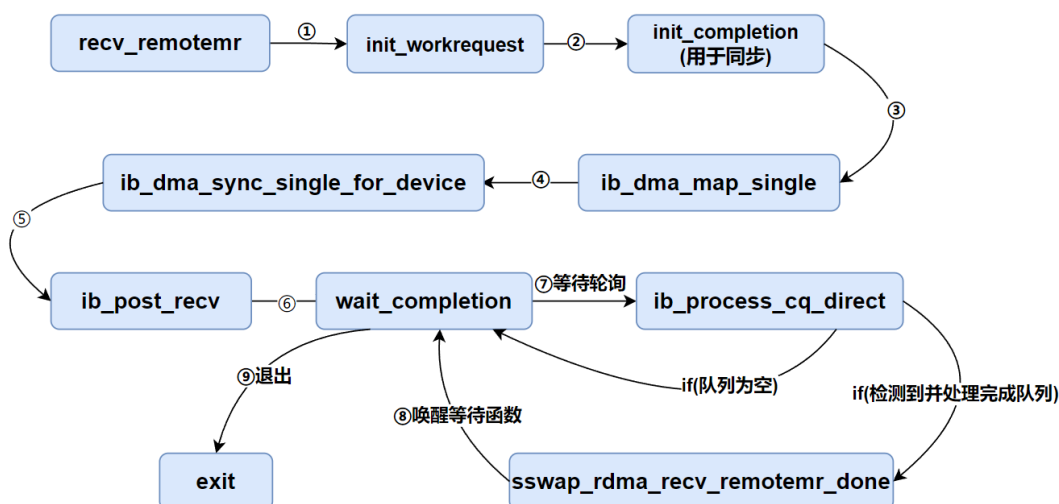 recv_remotemr
①
init_workrequest
②
init_completion
(用于同步)
③
ib_dma_sync_single_for_device
④
ib_dma_map_single
⑤
ib_post_recv
⑥
wait_completion
⑦等待轮询
ib_process_cq_direct
⑨退出
if(队列为空)
if(检测到并处理完成队列)
⑧唤醒等待函数
exit
sswap_rdma_recv_remotemr_done